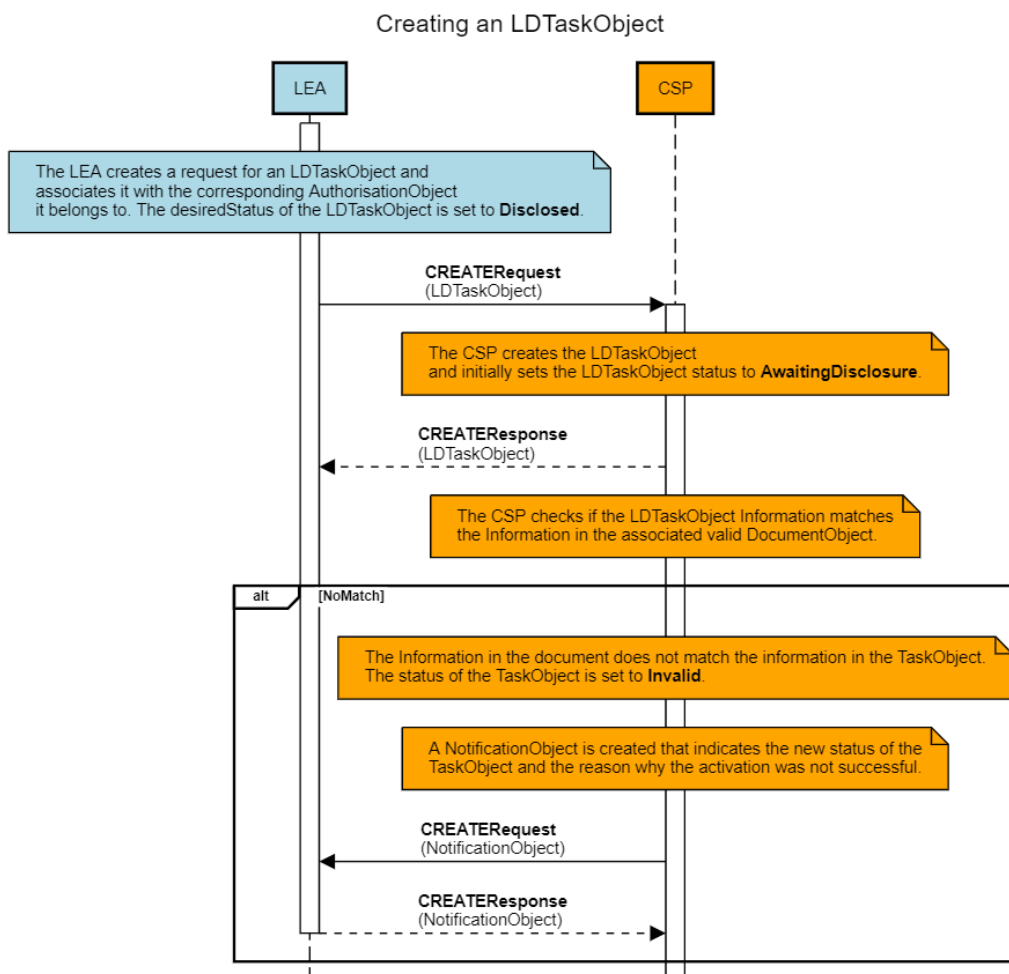 Creating an LDTaskObject
LEA
CSP
The LEA creates a request for an LDTaskObject and
associates it with the corresponding AuthorisationObject
it belongs to. The desiredStatus of the LDTaskObject is set to Disclosed.
CREATERequest
(LDTaskObject)
The CSP creates the LDTaskObject
and initially sets the LDTaskObject status to AwaitingDisclosure.
CREATEResponse
(LDTaskObject)
The CSP checks if the LDTaskObject Information matches
the Information in the associated valid DocumentObject.
alt
[NoMatch]
The Information in the document does not match the information in the TaskObject.
The status of the TaskObject is set to Invalid.
A NotificationObject is created that indicates the new status of the
TaskObject and the reason why the activation was not successful.
CREATERequest
(NotificationObject)
CREATEResponse
(NotificationObject)